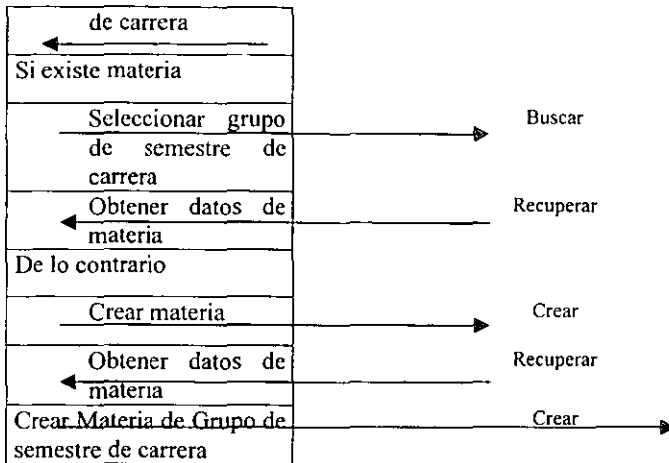 de carrera
Si existe materia
Seleccionar grupo Buscar
de semestre de
carrera
Obtener datos de Recuperar
materia
De lo contrario
Crear materia Crear
Obtener datos de Recuperar
materia
Crear Materia de Grupo de Crear
semestre de carrera